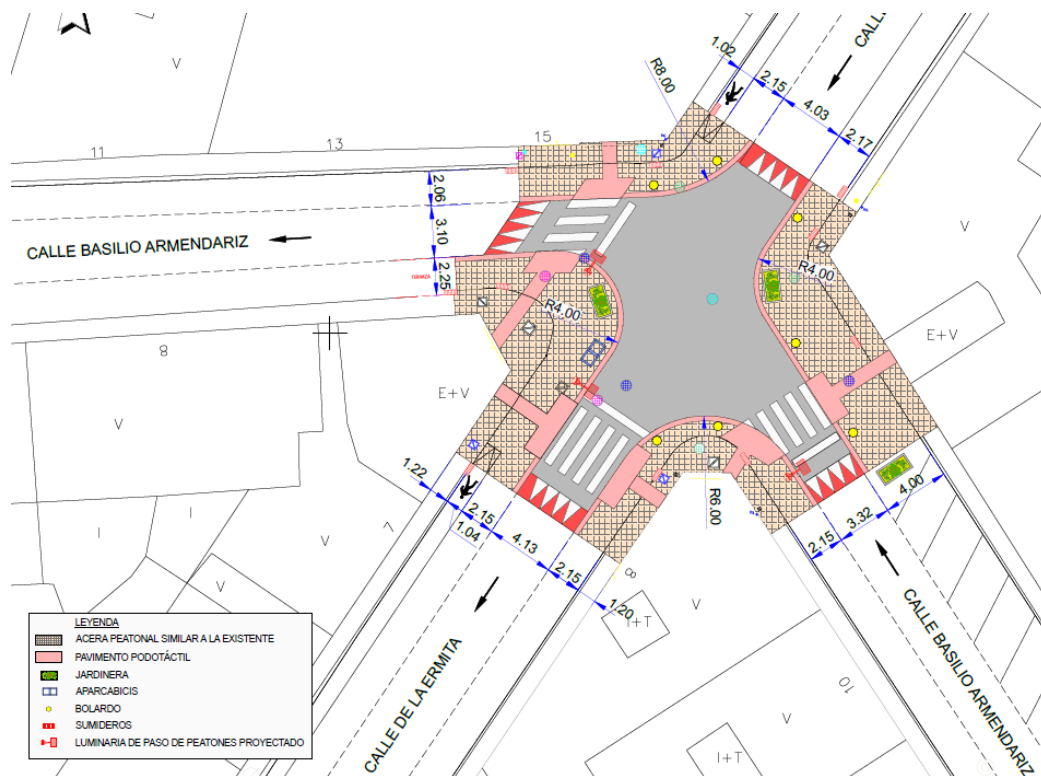 V
CALLE
1.02
2.15
4.03
2.17
R8.00
11
13
15
V
2.06
3.10
2.25
CALLE BASILIO ARMENDARIZ
TERRAZA
R4.00
R4.00
V
8
E+V
E+V
V
V
1.22
2.15
1.04
4.13
2.15
1.20
R6.00
4.00
3.32
2.15
I
I
V
V
8
I+T
V
10
V
I+T
CALLE DE LA ERMITA
CALLE BASILIO ARMENDARIZ
LEYENDA
ACERA PEATONAL SIMILAR A LA EXISTENTE
PAVIMENTO PODOTÁCTIL
JARDINERA
APARCABICIS
BOLARDO
SUMIDEROS
LUMINARIA DE PASO DE PEATONES PROYECTADO